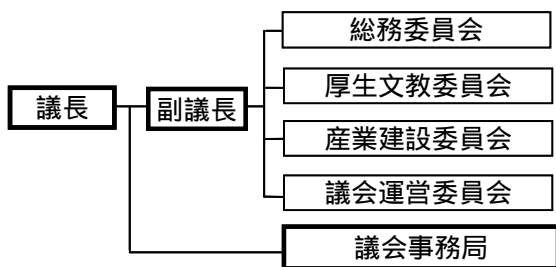 総務委員会
厚生文教委員会
議長
副議長
産業建設委員会
議会運営委員会
議会事務局